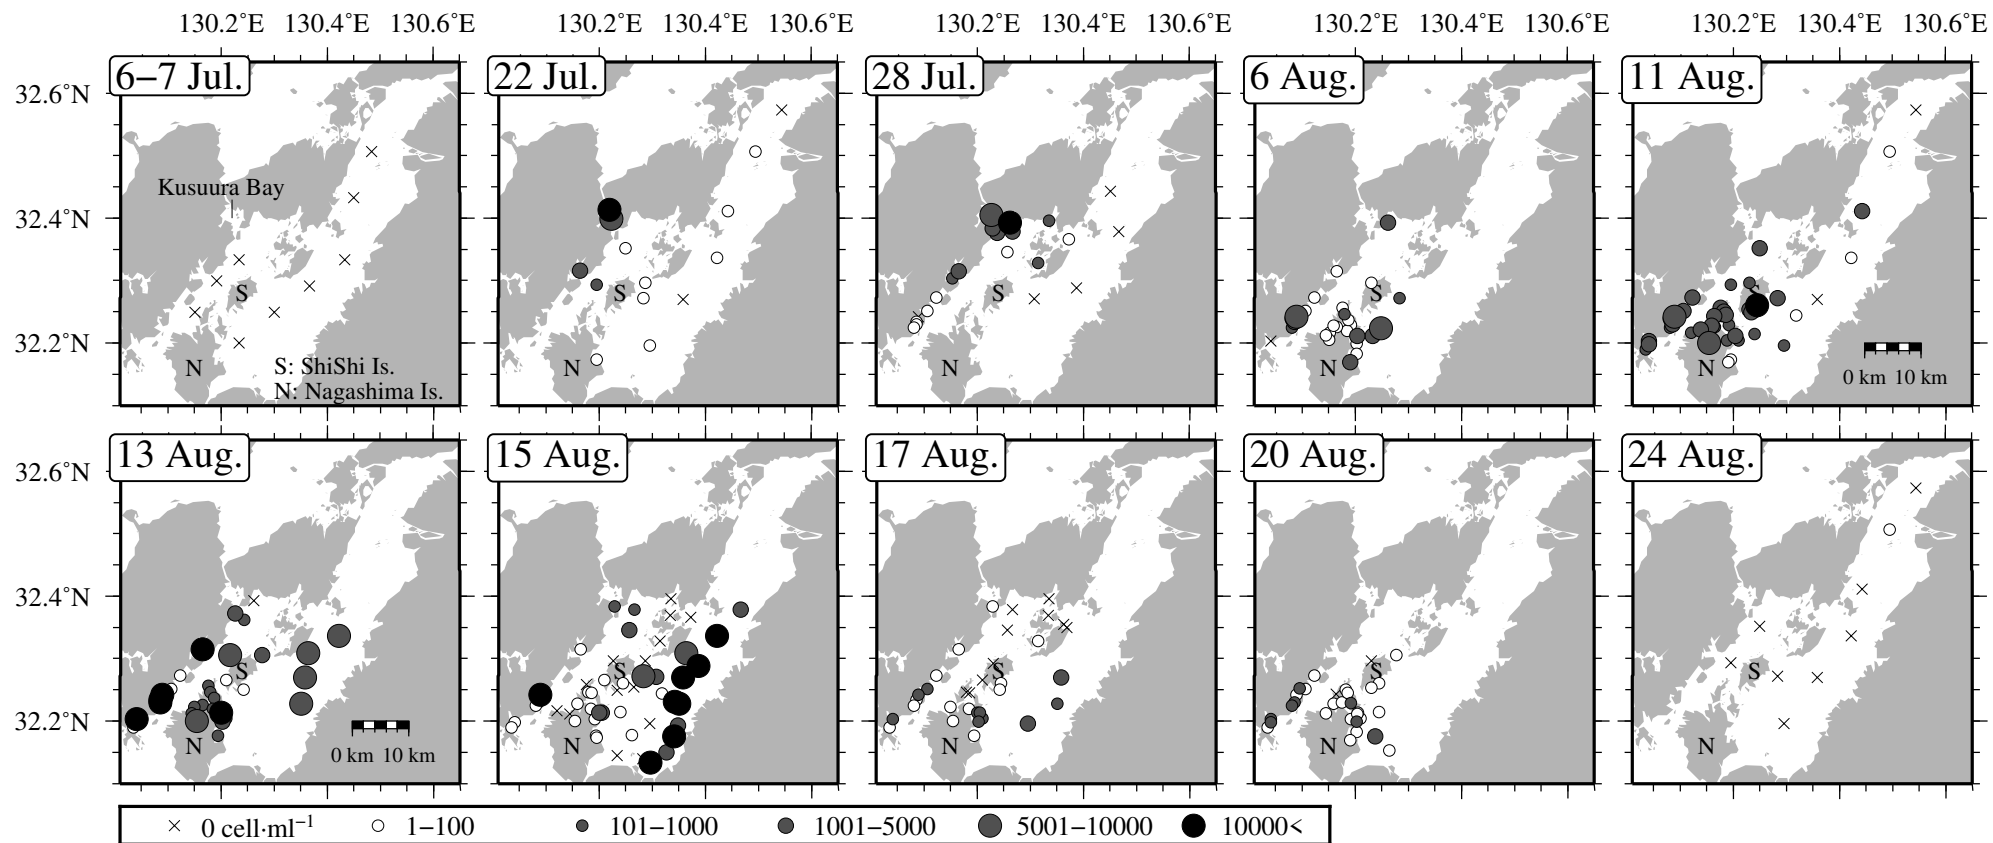 130.2˚E 130.4˚E 130.6˚E 130.2˚E 130.4˚E 130.6˚E 130.2˚E 130.4˚E 130.6˚E 130.2˚E 130.4˚E 130.6˚E 130.2˚E 130.4˚E 130.6˚E
6−7 Jul. 22 Jul. 28 Jul. 6 Aug. 11 Aug.
32.6˚N
Kusuura Bay
32.4˚N
S S S S S
32.2˚N
N N N N N
S: ShiShi Is.
N: Nagashima Is.
0 km 10 km
13 Aug. 15 Aug. 17 Aug. 20 Aug. 24 Aug.
32.6˚N
32.4˚N
S S S S S
32.2˚N
N N N N N
0 km 10 km
0 cell·ml⁻¹ 1−100 101−1000 1001−5000 5001−10000 10000<